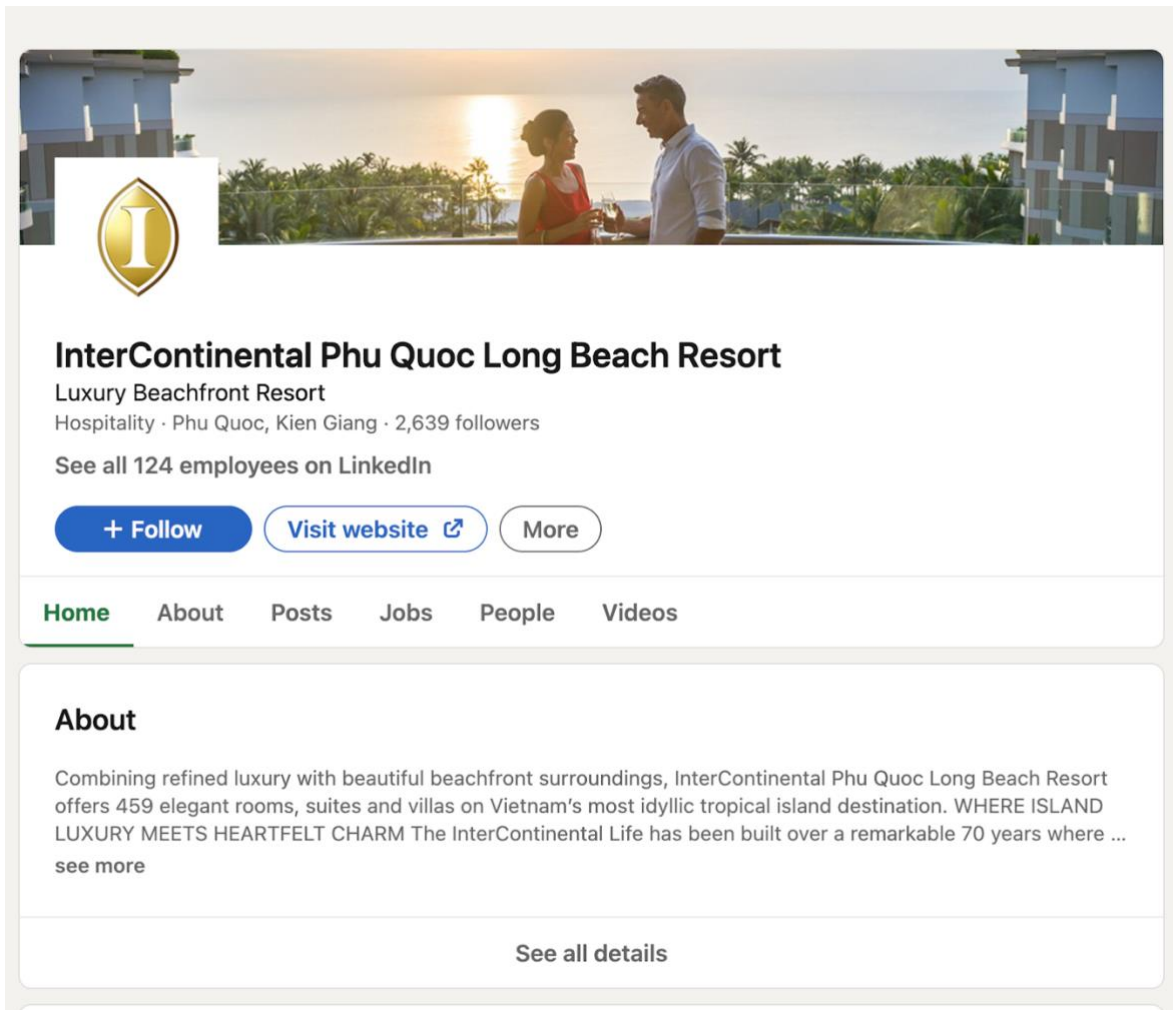 I
InterContinental Phu Quoc Long Beach Resort
Luxury Beachfront Resort
Hospitality · Phu Quoc, Kien Giang · 2,639 followers
See all 124 employees on LinkedIn
+ Follow Visit website More
Home About Posts Jobs People Videos
About
Combining refined luxury with beautiful beachfront surroundings, InterContinental Phu Quoc Long Beach Resort
offers 459 elegant rooms, suites and villas on Vietnam's most idyllic tropical island destination. WHERE ISLAND
LUXURY MEETS HEARTFELT CHARM The InterContinental Life has been built over a remarkable 70 years where ...
see more
See all details